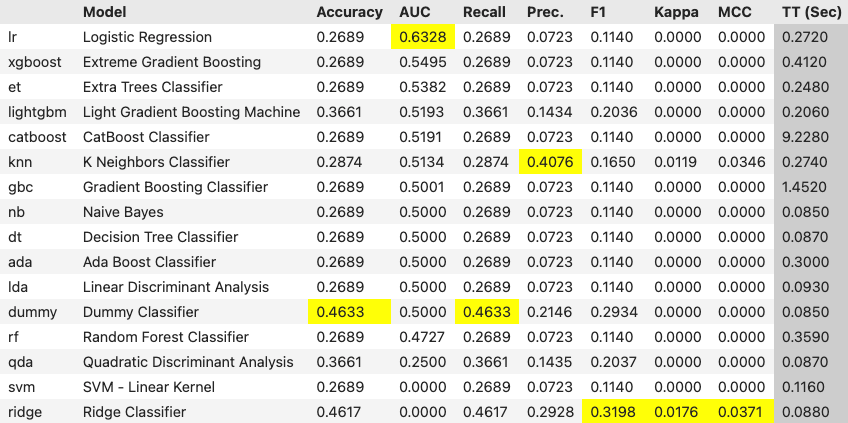 Model Accuracy AUC Recall Prec. F1 Kappa MCC TT (Sec)
lr Logistic Regression 0.2689 0.6328 0.2689 0.0723 0.1140 0.0000 0.0000 0.2720
xgboost Extreme Gradient Boosting 0.2689 0.5495 0.2689 0.0723 0.1140 0.0000 0.0000 0.4120
et Extra Trees Classifier 0.2689 0.5382 0.2689 0.0723 0.1140 0.0000 0.0000 0.2480
lightgbm Light Gradient Boosting Machine 0.3661 0.5193 0.3661 0.1434 0.2036 0.0000 0.0000 0.2060
catboost CatBoost Classifier 0.2689 0.5191 0.2689 0.0723 0.1140 0.0000 0.0000 9.2280
knn K Neighbors Classifier 0.2874 0.5134 0.2874 0.4076 0.1650 0.0119 0.0346 0.2740
gbc Gradient Boosting Classifier 0.2689 0.5001 0.2689 0.0723 0.1140 0.0000 0.0000 1.4520
nb Naive Bayes 0.2689 0.5000 0.2689 0.0723 0.1140 0.0000 0.0000 0.0850
dt Decision Tree Classifier 0.2689 0.5000 0.2689 0.0723 0.1140 0.0000 0.0000 0.0870
ada Ada Boost Classifier 0.2689 0.5000 0.2689 0.0723 0.1140 0.0000 0.0000 0.3000
lda Linear Discriminant Analysis 0.2689 0.5000 0.2689 0.0723 0.1140 0.0000 0.0000 0.0930
dummy Dummy Classifier 0.4633 0.5000 0.4633 0.2146 0.2934 0.0000 0.0000 0.0850
rf Random Forest Classifier 0.2689 0.4727 0.2689 0.0723 0.1140 0.0000 0.0000 0.3590
qda Quadratic Discriminant Analysis 0.3661 0.2500 0.3661 0.1435 0.2037 0.0000 0.0000 0.0870
svm SVM - Linear Kernel 0.2689 0.0000 0.2689 0.0723 0.1140 0.0000 0.0000 0.1160
ridge Ridge Classifier 0.4617 0.0000 0.4617 0.2928 0.3198 0.0176 0.0371 0.0880